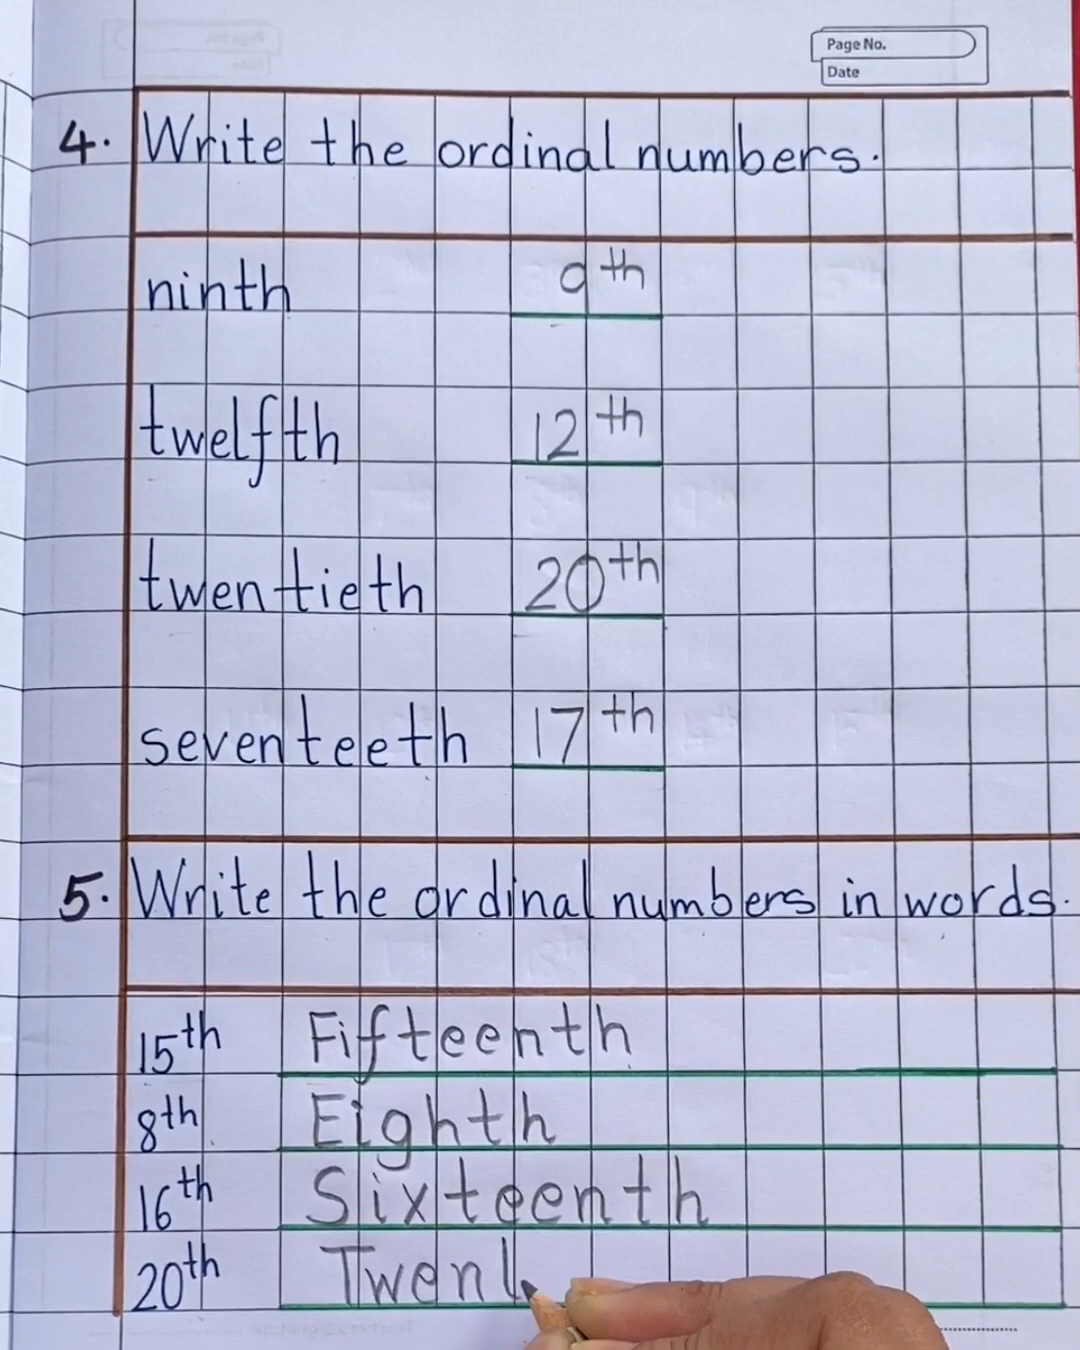 Page No.
Date
4. Write the ordinal numbers.
ninth 9th
twelfth 12th
twentieth 20th
seventeeth 17th
5. Write the ordinal numbers in words.
15th Fifteenth
8th Eighth
16th Sixteenth
20th Twent